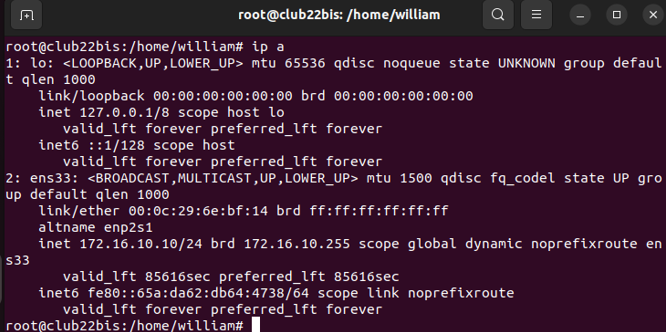 root@club22bis: /home/william
root@club22bis:/home/william# ip a
1: lo: <LOOPBACK,UP,LOWER_UP> mtu 65536 qdisc noqueue state UNKNOWN group defaul
t qlen 1000
    link/loopback 00:00:00:00:00:00 brd 00:00:00:00:00:00
    inet 127.0.0.1/8 scope host lo
       valid_lft forever preferred_lft forever
    inet6 ::1/128 scope host
       valid_lft forever preferred_lft forever
2: ens33: <BROADCAST,MULTICAST,UP,LOWER_UP> mtu 1500 qdisc fq_codel state UP gro
up default qlen 1000
    link/ether 00:0c:29:6e:bf:14 brd ff:ff:ff:ff:ff:ff
    altname enp2s1
    inet 172.16.10.10/24 brd 172.16.10.255 scope global dynamic noprefixroute en
s33
       valid_lft 85616sec preferred_lft 85616sec
    inet6 fe80::65a:da62:db64:4738/64 scope link noprefixroute
       valid_lft forever preferred_lft forever
root@club22bis:/home/william#